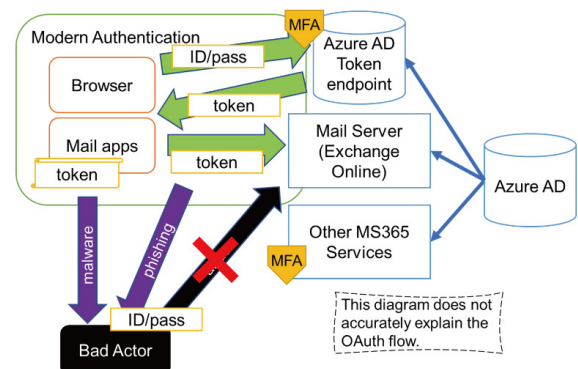 Modern Authentication
MFA
ID/pass
Azure AD
Token
endpoint
Browser
token
Mail apps
token
token
Mail Server
(Exchange
Online)
Azure AD
malware
phishing
Other MS365
Services
MFA
ID/pass
Bad Actor
This diagram does not
accurately explain the
OAuth flow.